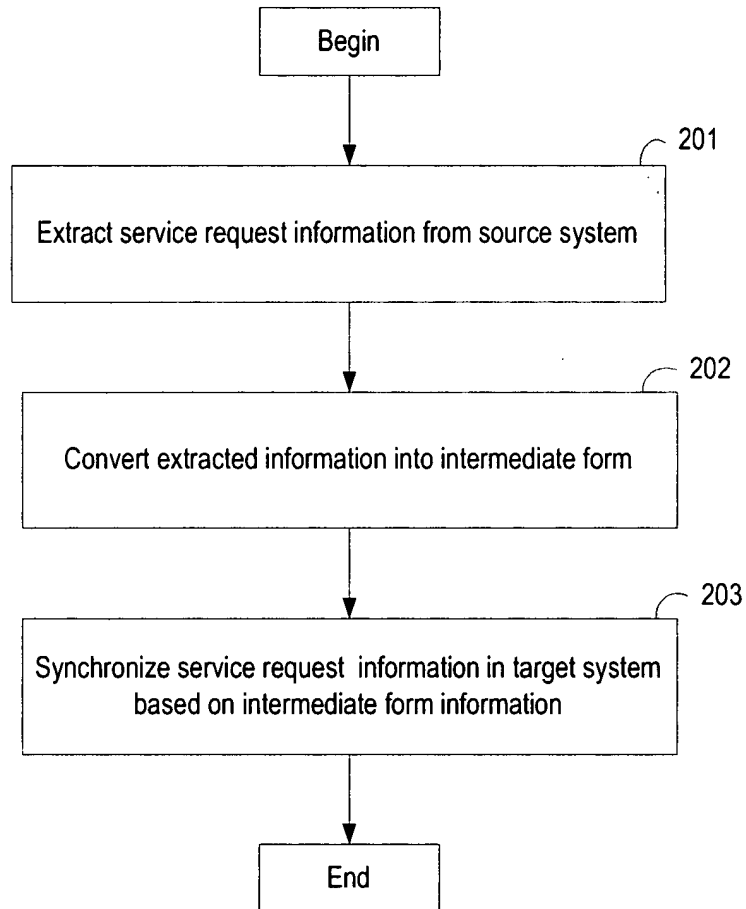 Begin
201
Extract service request information from source system
202
Convert extracted information into intermediate form
203
Synchronize service request information in target system
based on intermediate form information
End